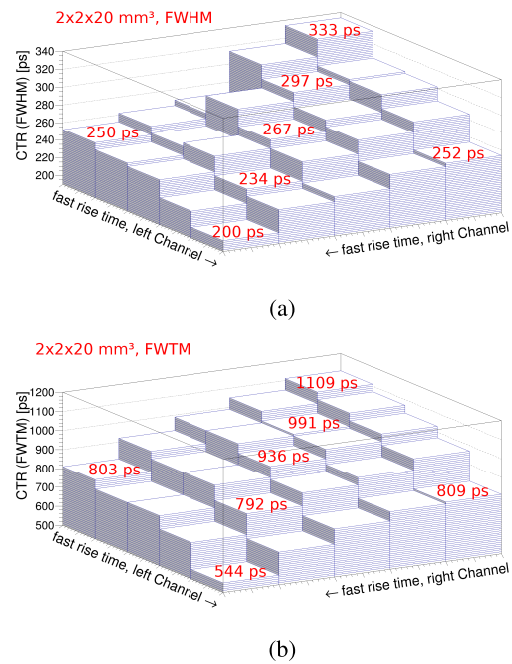 2x2x20 mm³, FWHM
CTR (FWHM) [ps]
340
320
300
280
260
240
220
200
333 ps
297 ps
250 ps
267 ps
252 ps
234 ps
200 ps
fast rise time, left Channel →
← fast rise time, right Channel
(a)
2x2x20 mm³, FWTM
CTR (FWTM) [ps]
1200
1100
1000
900
800
700
600
500
1109 ps
991 ps
936 ps
803 ps
792 ps
809 ps
544 ps
fast rise time, left Channel →
← fast rise time, right Channel
(b)